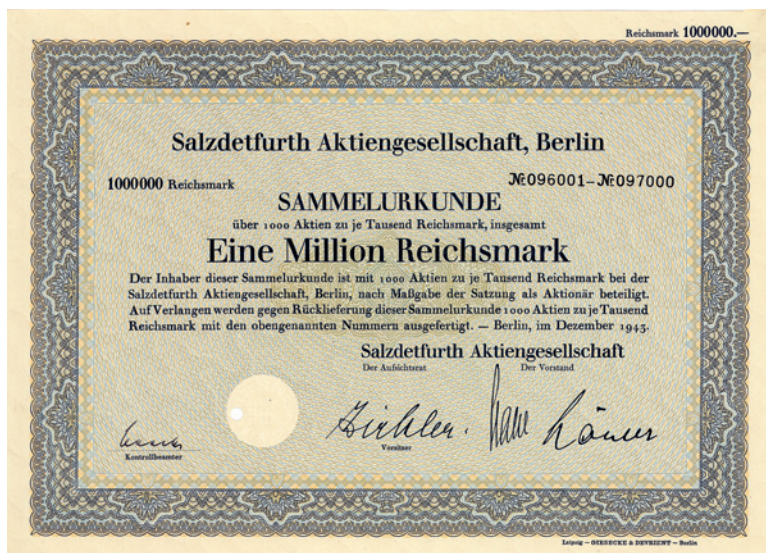 Reichsmark 1000000.—
Salzdetfurth Aktiengesellschaft, Berlin
1000000 Reichsmark
№096001–№097000
SAMMELURKUNDE
über 1000 Aktien zu je Tausend Reichsmark, insgesamt
Eine Million Reichsmark
Der Inhaber dieser Sammelurkunde ist mit 1000 Aktien zu je Tausend Reichsmark bei der
Salzdetfurth Aktiengesellschaft, Berlin, nach Maßgabe der Satzung als Aktionär beteiligt.
Auf Verlangen werden gegen Rücklieferung dieser Sammelurkunde 1000 Aktien zu je Tausend
Reichsmark mit den obengenannten Nummern ausgefertigt. — Berlin, im Dezember 1943.
Salzdetfurth Aktiengesellschaft
Der Aufsichtsrat Der Vorstand
Kontrollbeamter
Vorsitzer
Leipzig — GIESECKE & DEVRIENT — Berlin